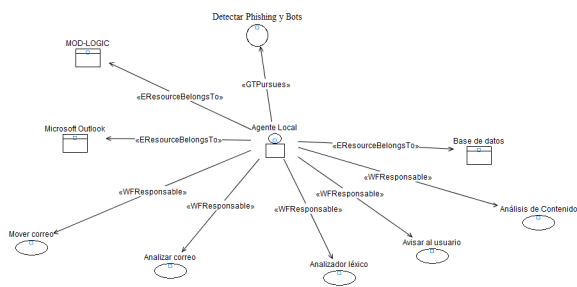 Detectar Phishing y Bots
MOD-LOGIC
«GTPursues»
«EResourceBelongsTo»
Microsoft Outlook
Agente Local
«EResourceBelongsTo»
«EResourceBelongsTo»
Base de datos
«WFResponsable»
«WFResponsable»
«WFResponsable»
«WFResponsable»
«WFResponsable»
Análisis de Contenido
Mover correo
Avisar al usuario
Analizar correo
Analizador léxico